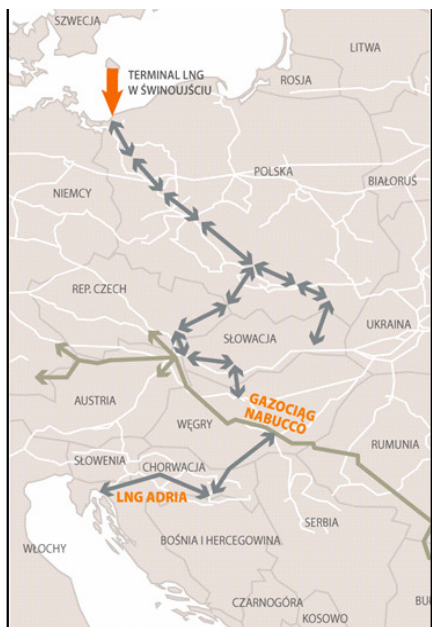 SZWECJA
TERMINAL LNG
W ŚWINOUJŚCIU
LITWA
ROSJA
POLSKA
BIAŁORUŚ
NIEMCY
REP. CZECH
SŁOWACJA
UKRAINA
AUSTRIA
GAZOCIĄG
NABUCCO
WĘGRY
RUMUNIA
SŁOWENIA
CHORWACJA
LNG ADRIA
SERBIA
WŁOCHY
BOŚNIA I HERCEGOWINA
CZARNOGÓRA
BU
KOSOWO